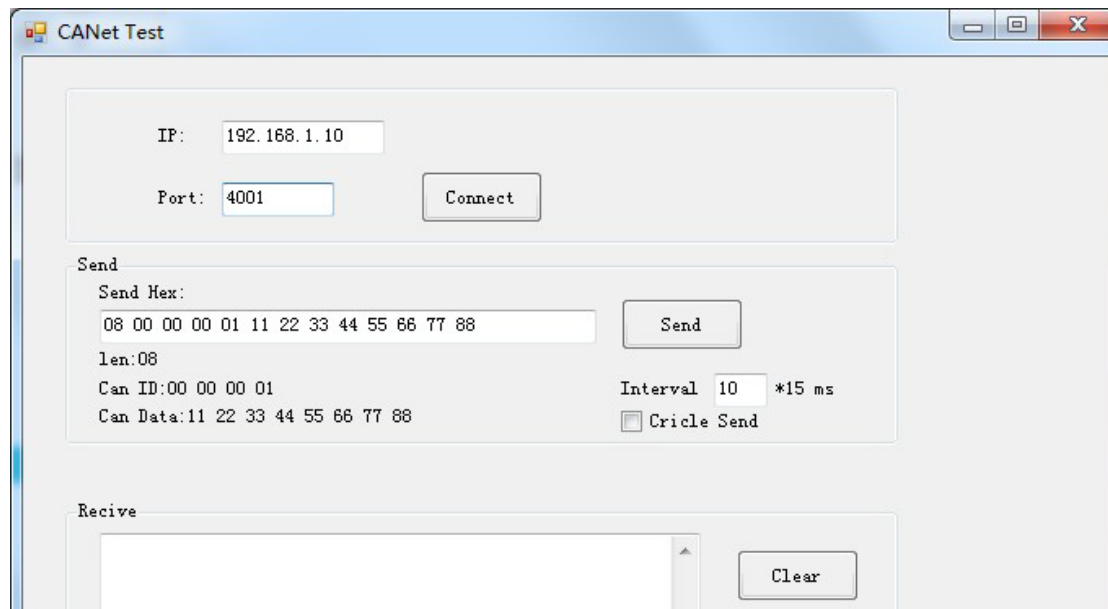 CANet Test
IP: 192.168.1.10
Port: 4001 Connect
Send
Send Hex:
08 00 00 00 01 11 22 33 44 55 66 77 88 Send
len:08
Can ID:00 00 00 01 Interval 10 *15 ms
Can Data:11 22 33 44 55 66 77 88 Cricle Send
Recive
Clear